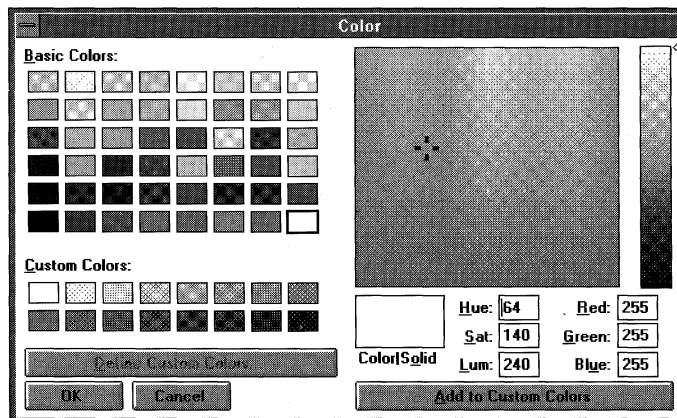 Color
Basic Colors:
Custom Colors:
Define Custom Colors...
OK Cancel
Color|Solid
Hue: 64 Red: 255
Sat: 140 Green: 255
Lum: 240 Blue: 255
Add to Custom Colors